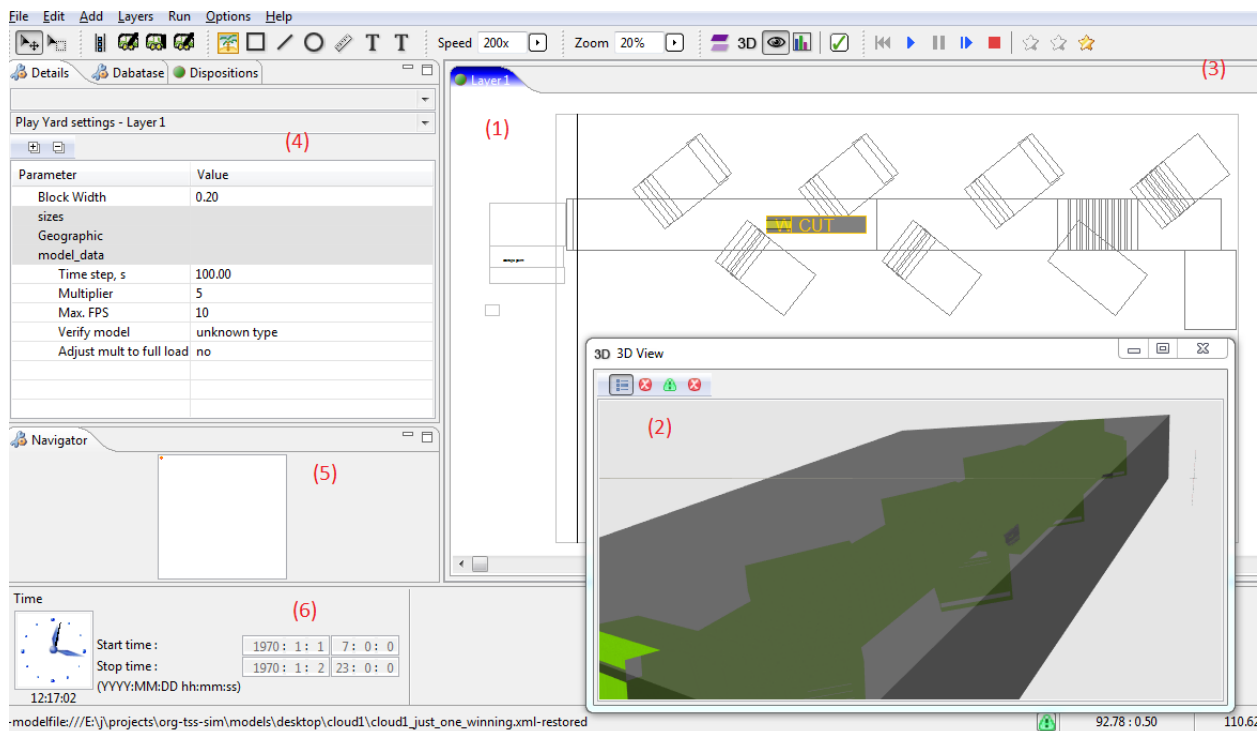 File Edit Add Layers Run Options Help
Speed 200x Zoom 20% 3D T T
(3)
Details Dabatase Dispositions
Layer 1
Play Yard settings - Layer 1
(4)
(1)
Parameter Value
Block Width 0.20
sizes
Geographic
model_data
Time step, s 100.00
Multiplier 5
Max. FPS 10
Verify model unknown type
Adjust mult to full load no
W. CUT
3D 3D View
(2)
Navigator
(5)
Time
(6)
Start time : 1970: 1: 1 7: 0: 0
Stop time : 1970: 1: 2 23: 0: 0
(YYYY:MM:DD hh:mm:ss)
12:17:02
-modelfile:///E:\j\projects\org-tss-sim\models\desktop\cloud1\cloud1_just_one_winning.xml-restored
92.78 : 0.50 110.62